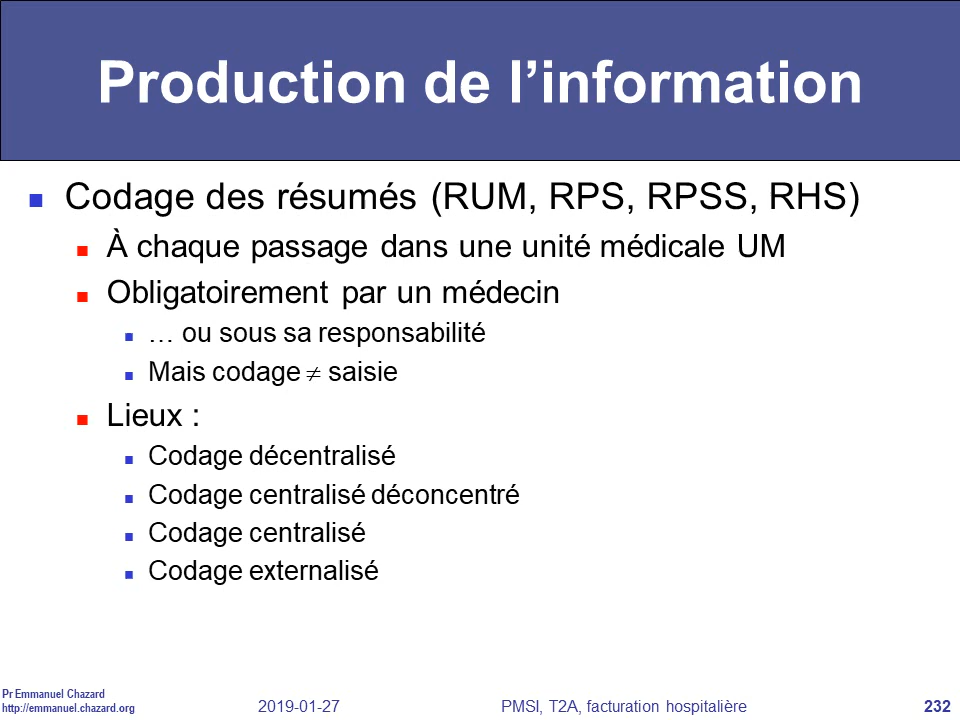 Production de l’information
Codage des résumés (RUM, RPS, RPSS, RHS)
À chaque passage dans une unité médicale UM
Obligatoirement par un médecin
… ou sous sa responsabilité
Mais codage ≠ saisie
Lieux :
Codage décentralisé
Codage centralisé déconcentré
Codage centralisé
Codage externalisé
Pr Emmanuel Chazard
http://emmanuel.chazard.org
2019-01-27
PMSI, T2A, facturation hospitalière
232